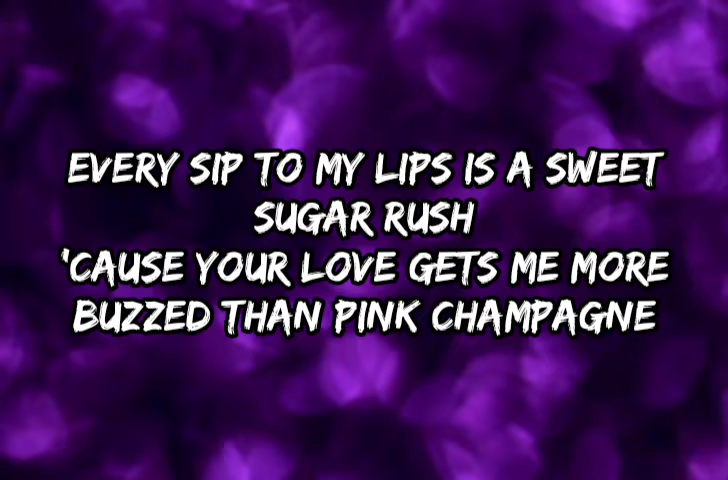 EVERY SIP TO MY LIPS IS A SWEET
SUGAR RUSH
'CAUSE YOUR LOVE GETS ME MORE
BUZZED THAN PINK CHAMPAGNE